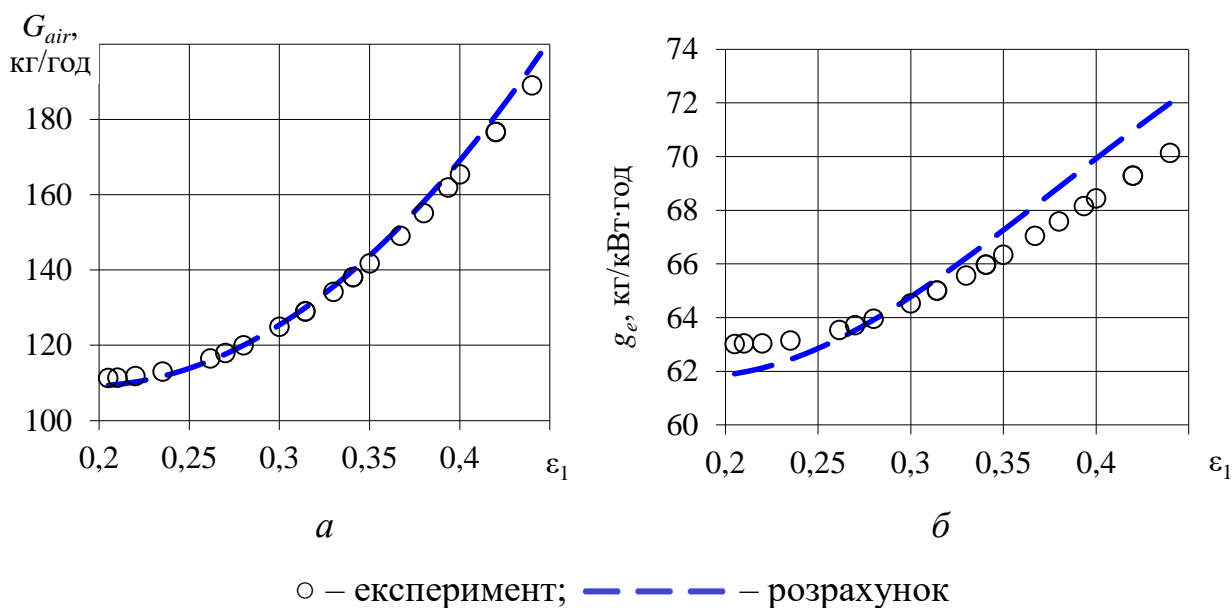 G_air,
кг/год
180
160
140
120
100
0,2 0,25 0,3 0,35 0,4 ε₁
а
g_e, кг/кВт·год
74
72
70
68
66
64
62
60
0,2 0,25 0,3 0,35 0,4 ε₁
б
○ – експеримент; – розрахунок